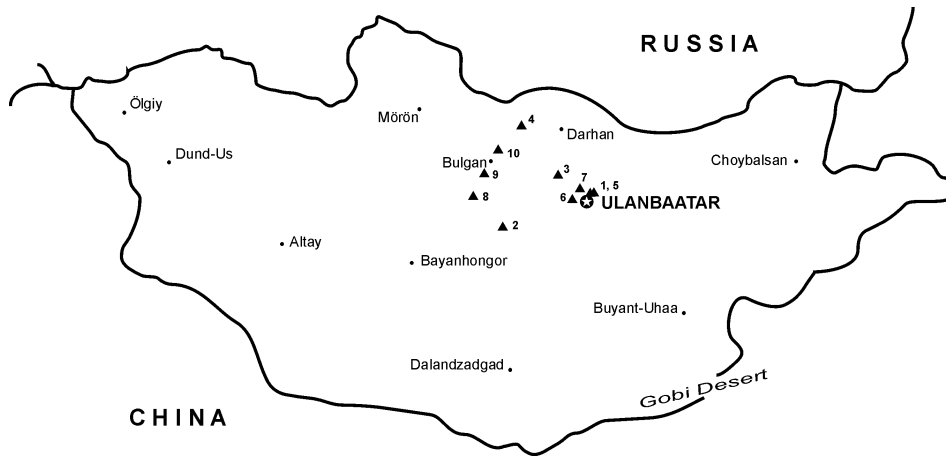 RUSSIA
Ölgiy
Mörön
4
Darhan
Dund-Us
Bulgan
10
Choybalsan
9
3
7
1, 5
8
6
ULANBAATAR
2
Altay
Bayanhongor
Buyant-Uhaa
Dalandzadgad
Gobi Desert
CHINA